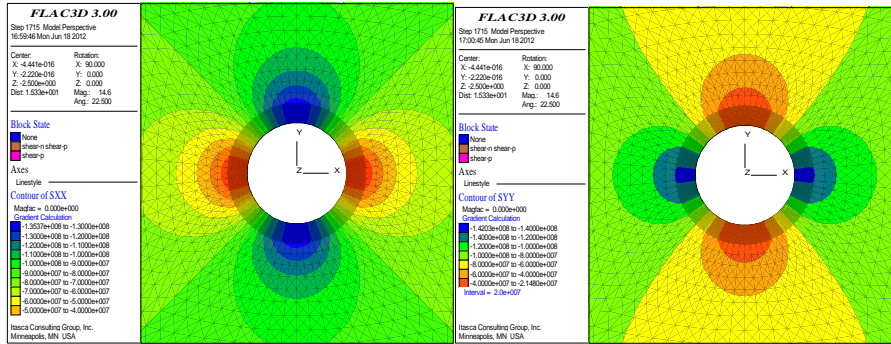 FLAC3D 3.00
Step 1715 Model Perspective
16:59:46 Mon Jun 18 2012
Center: Rotation:
X: -4.441e-016 X: 90.000
Y: -2.220e-016 Y: 0.000
Z: -2.500e+000 Z: 0.000
Dist: 1.533e+001 Mag.: 14.6
Ang.: 22.500
Block State
None
shear-n shear-p
shear-p
Axes
Linestyle
Contour of SXX
Magfac = 0.000e+000
Gradient Calculation
-1.3537e+008 to -1.3000e+008
-1.3000e+008 to -1.2000e+008
-1.2000e+008 to -1.1000e+008
-1.1000e+008 to -1.0000e+008
-1.0000e+008 to -9.0000e+007
-9.0000e+007 to -8.0000e+007
-8.0000e+007 to -7.0000e+007
-7.0000e+007 to -6.0000e+007
-6.0000e+007 to -5.0000e+007
-5.0000e+007 to -4.0000e+007
Itasca Consulting Group, Inc.
Minneapolis, MN USA
Y
Z X
FLAC3D 3.00
Step 1715 Model Perspective
17:00:45 Mon Jun 18 2012
Center: Rotation:
X: -4.441e-016 X: 90.000
Y: -2.220e-016 Y: 0.000
Z: -2.500e+000 Z: 0.000
Dist: 1.533e+001 Mag.: 14.6
Ang.: 22.500
Block State
None
shear-n shear-p
shear-p
Axes
Linestyle
Contour of SYY
Magfac = 0.000e+000
Gradient Calculation
-1.4203e+008 to -1.4000e+008
-1.4000e+008 to -1.2000e+008
-1.2000e+008 to -1.0000e+008
-1.0000e+008 to -8.0000e+007
-8.0000e+007 to -6.0000e+007
-6.0000e+007 to -4.0000e+007
-4.0000e+007 to -2.1480e+007
Interval = 2.0e+007
Itasca Consulting Group, Inc.
Minneapolis, MN USA
Y
Z X